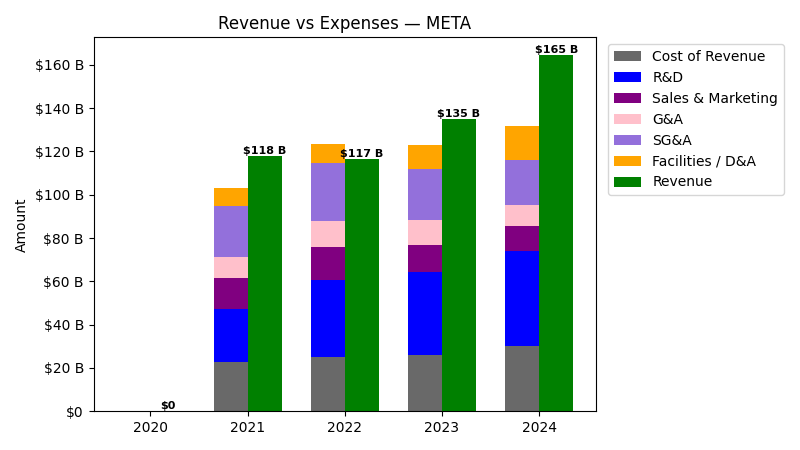 Revenue vs Expenses — META
Amount
$160 B
$140 B
$120 B
$100 B
$80 B
$60 B
$40 B
$20 B
$0
$0
$118 B
$117 B
$135 B
$165 B
2020
2021
2022
2023
2024
Cost of Revenue
R&D
Sales & Marketing
G&A
SG&A
Facilities / D&A
Revenue